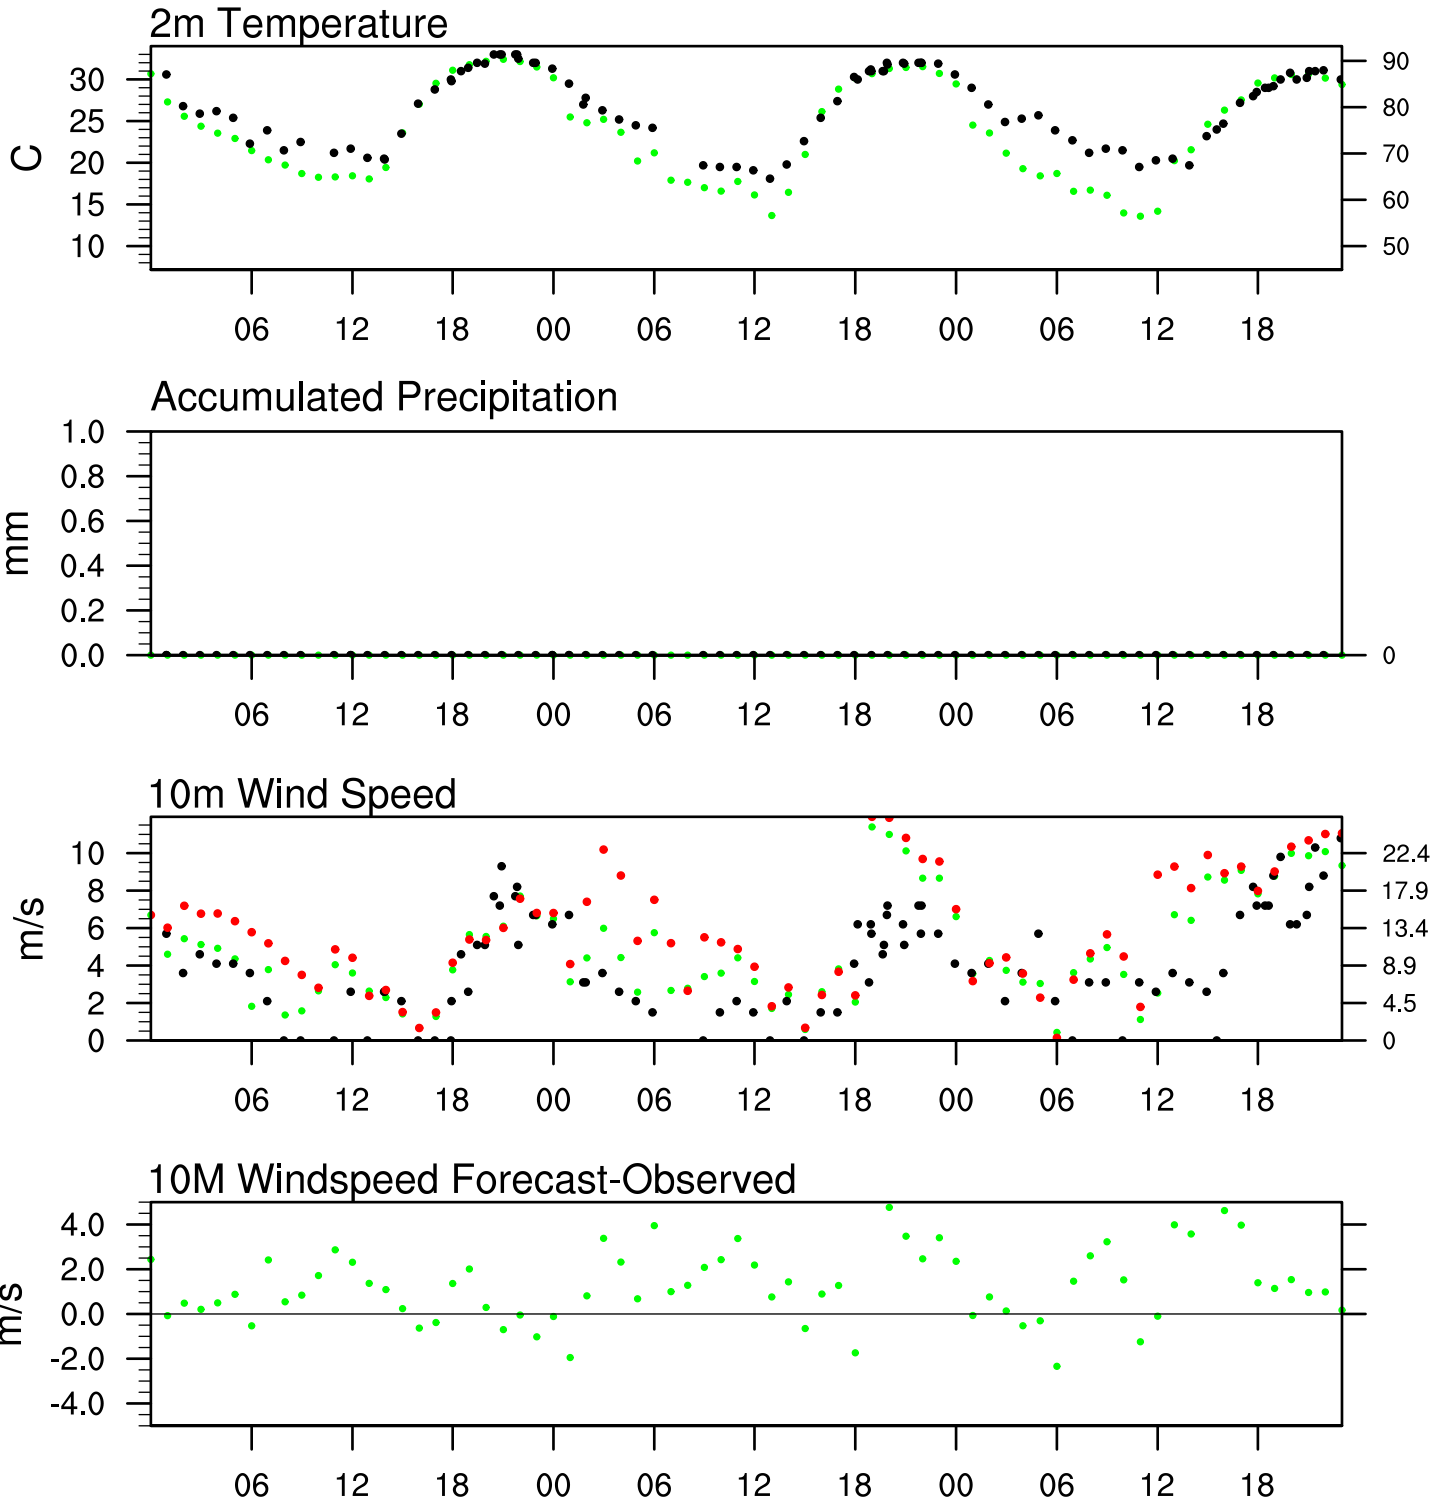 2m Temperature
30
25
20
15
10
C
90
80
70
60
50
06 12 18 00 06 12 18 00 06 12 18
Accumulated Precipitation
1.0
0.8
0.6
0.4
0.2
0.0
mm
0
06 12 18 00 06 12 18 00 06 12 18
10m Wind Speed
10
8
6
4
2
0
m/s
22.4
17.9
13.4
8.9
4.5
0
06 12 18 00 06 12 18 00 06 12 18
10M Windspeed Forecast-Observed
4.0
2.0
0.0
-2.0
-4.0
m/s
06 12 18 00 06 12 18 00 06 12 18